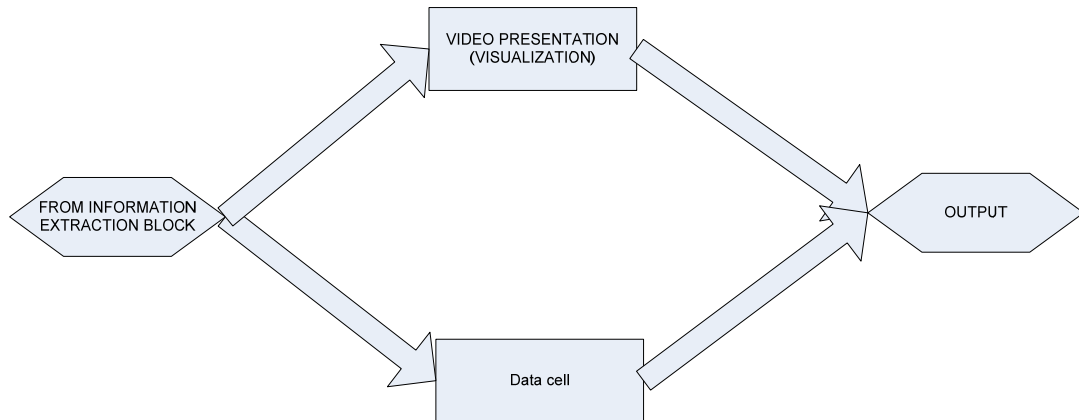 VIDEO PRESENTATION
(VISUALIZATION)
FROM INFORMATION
EXTRACTION BLOCK
OUTPUT
Data cell